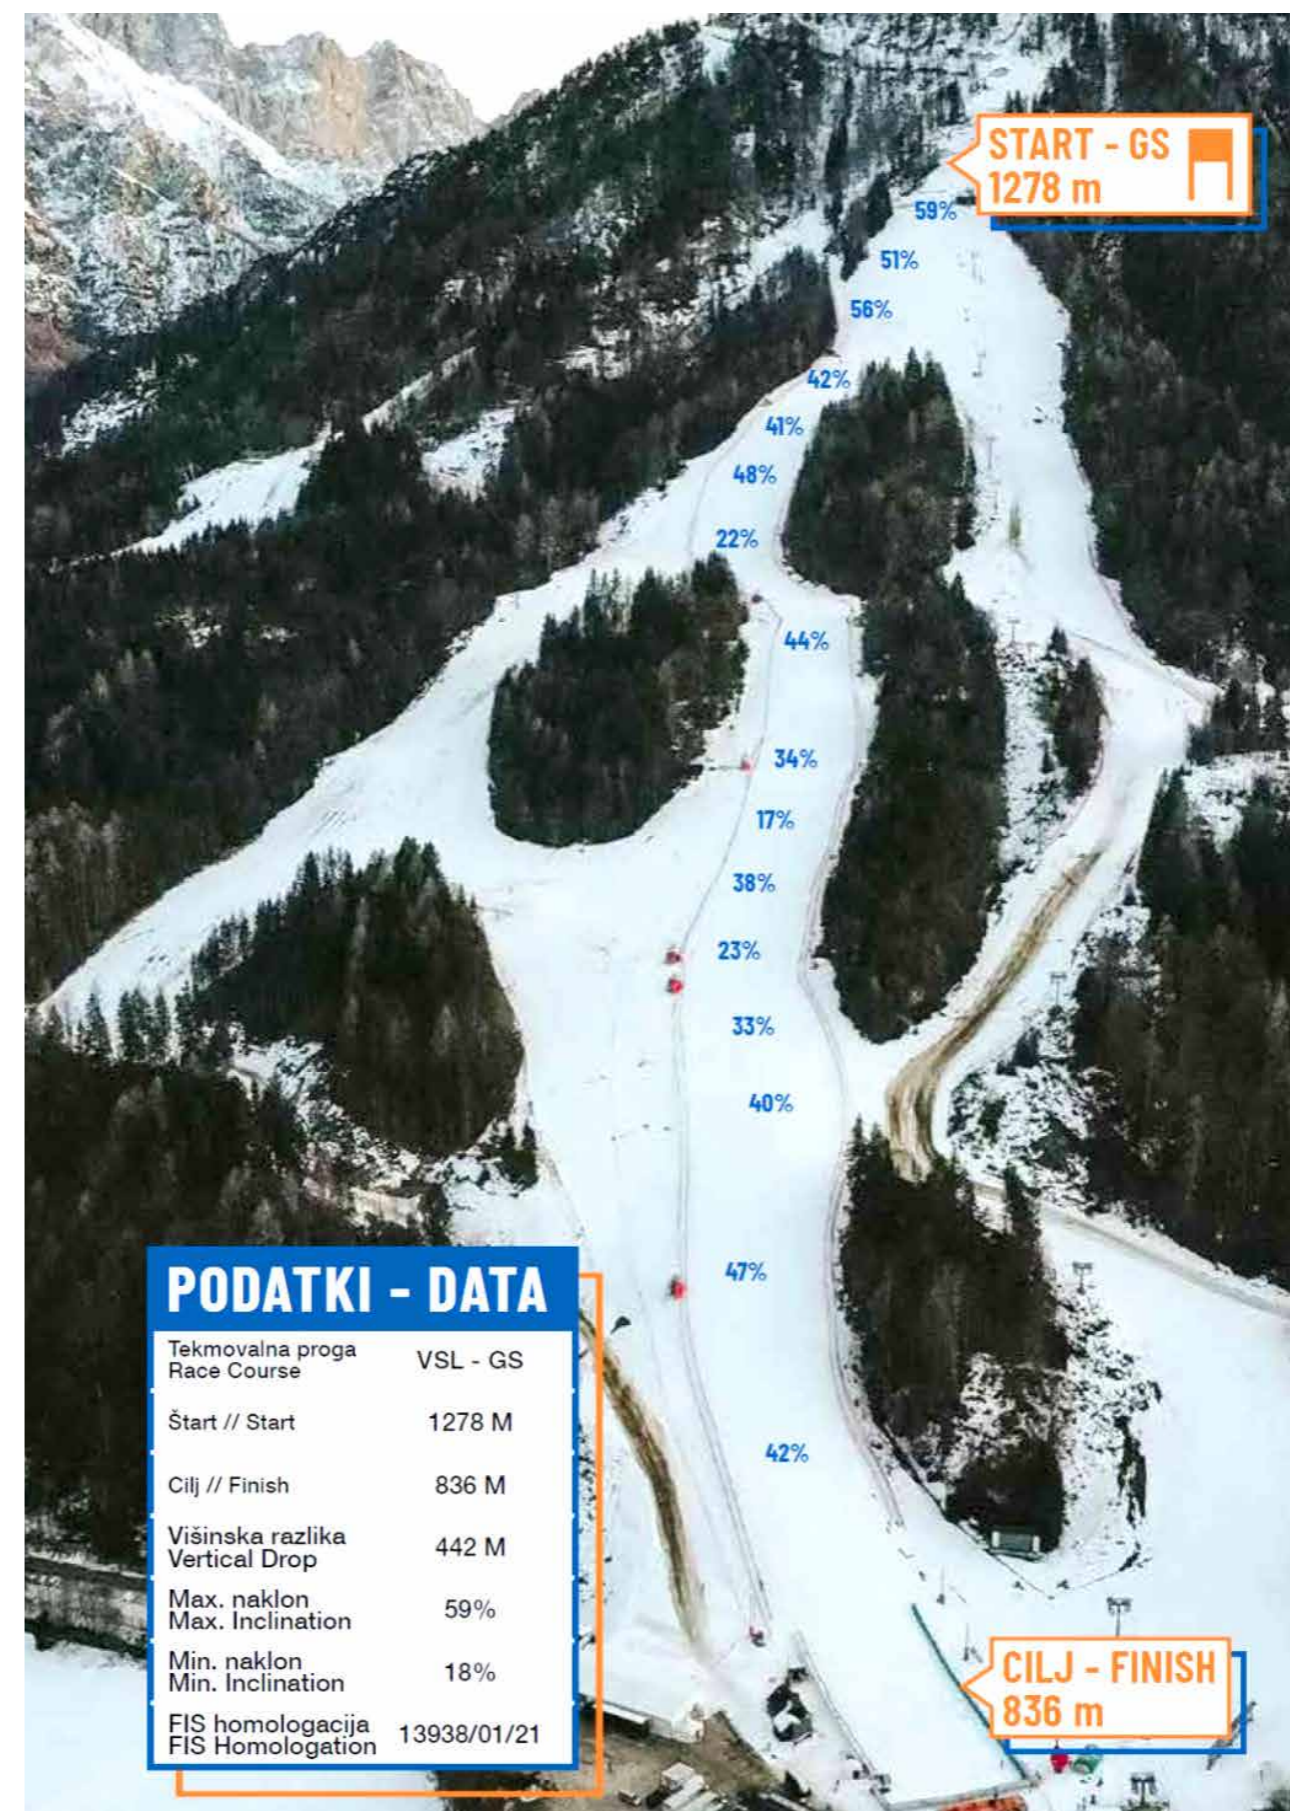 START - GS
1278 m
59%
51%
56%
42%
41%
48%
22%
44%
34%
17%
38%
23%
33%
40%
47%
42%
PODATKI - DATA
Tekmovalna proga
Race Course
VSL - GS
Štart // Start
1278 M
Cilj // Finish
836 M
Višinska razlika
Vertical Drop
442 M
Max. naklon
Max. Inclination
59%
Min. naklon
Min. Inclination
18%
FIS homologacija
FIS Homologation
13938/01/21
CILJ - FINISH
836 m